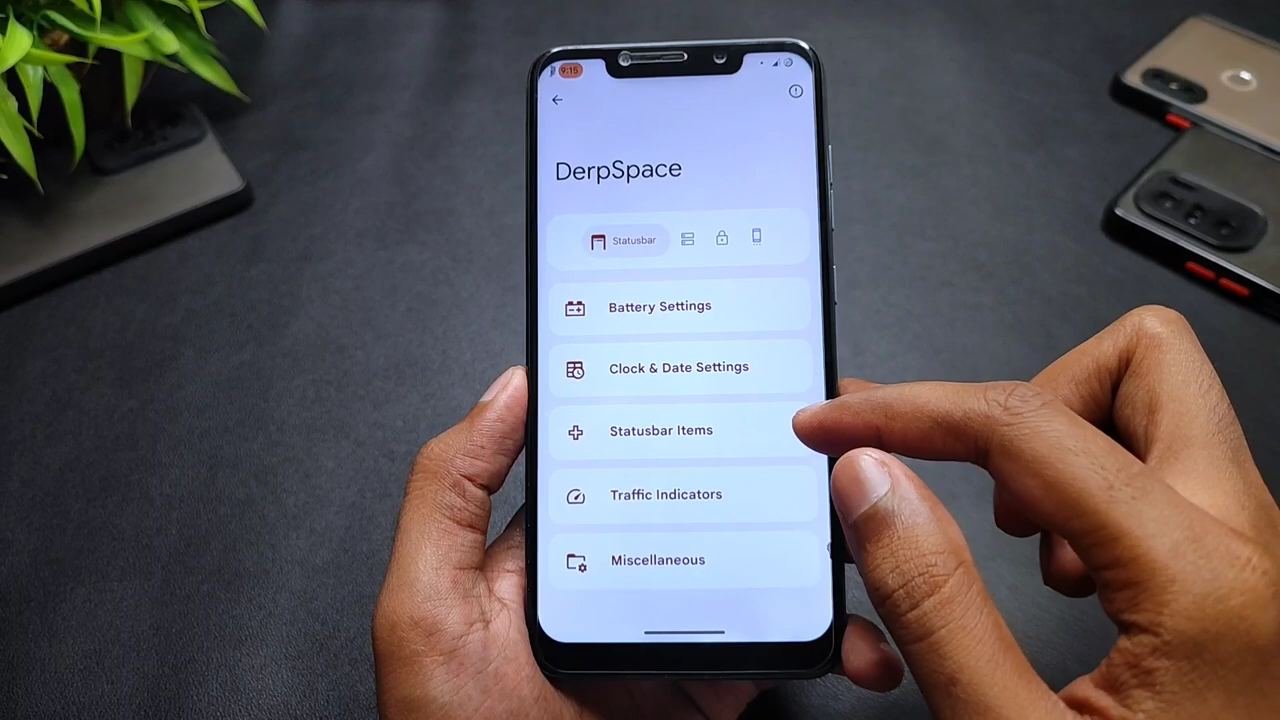 9:15
DerpSpace
Statusbar
Battery Settings
Clock & Date Settings
Statusbar Items
Traffic Indicators
Miscellaneous